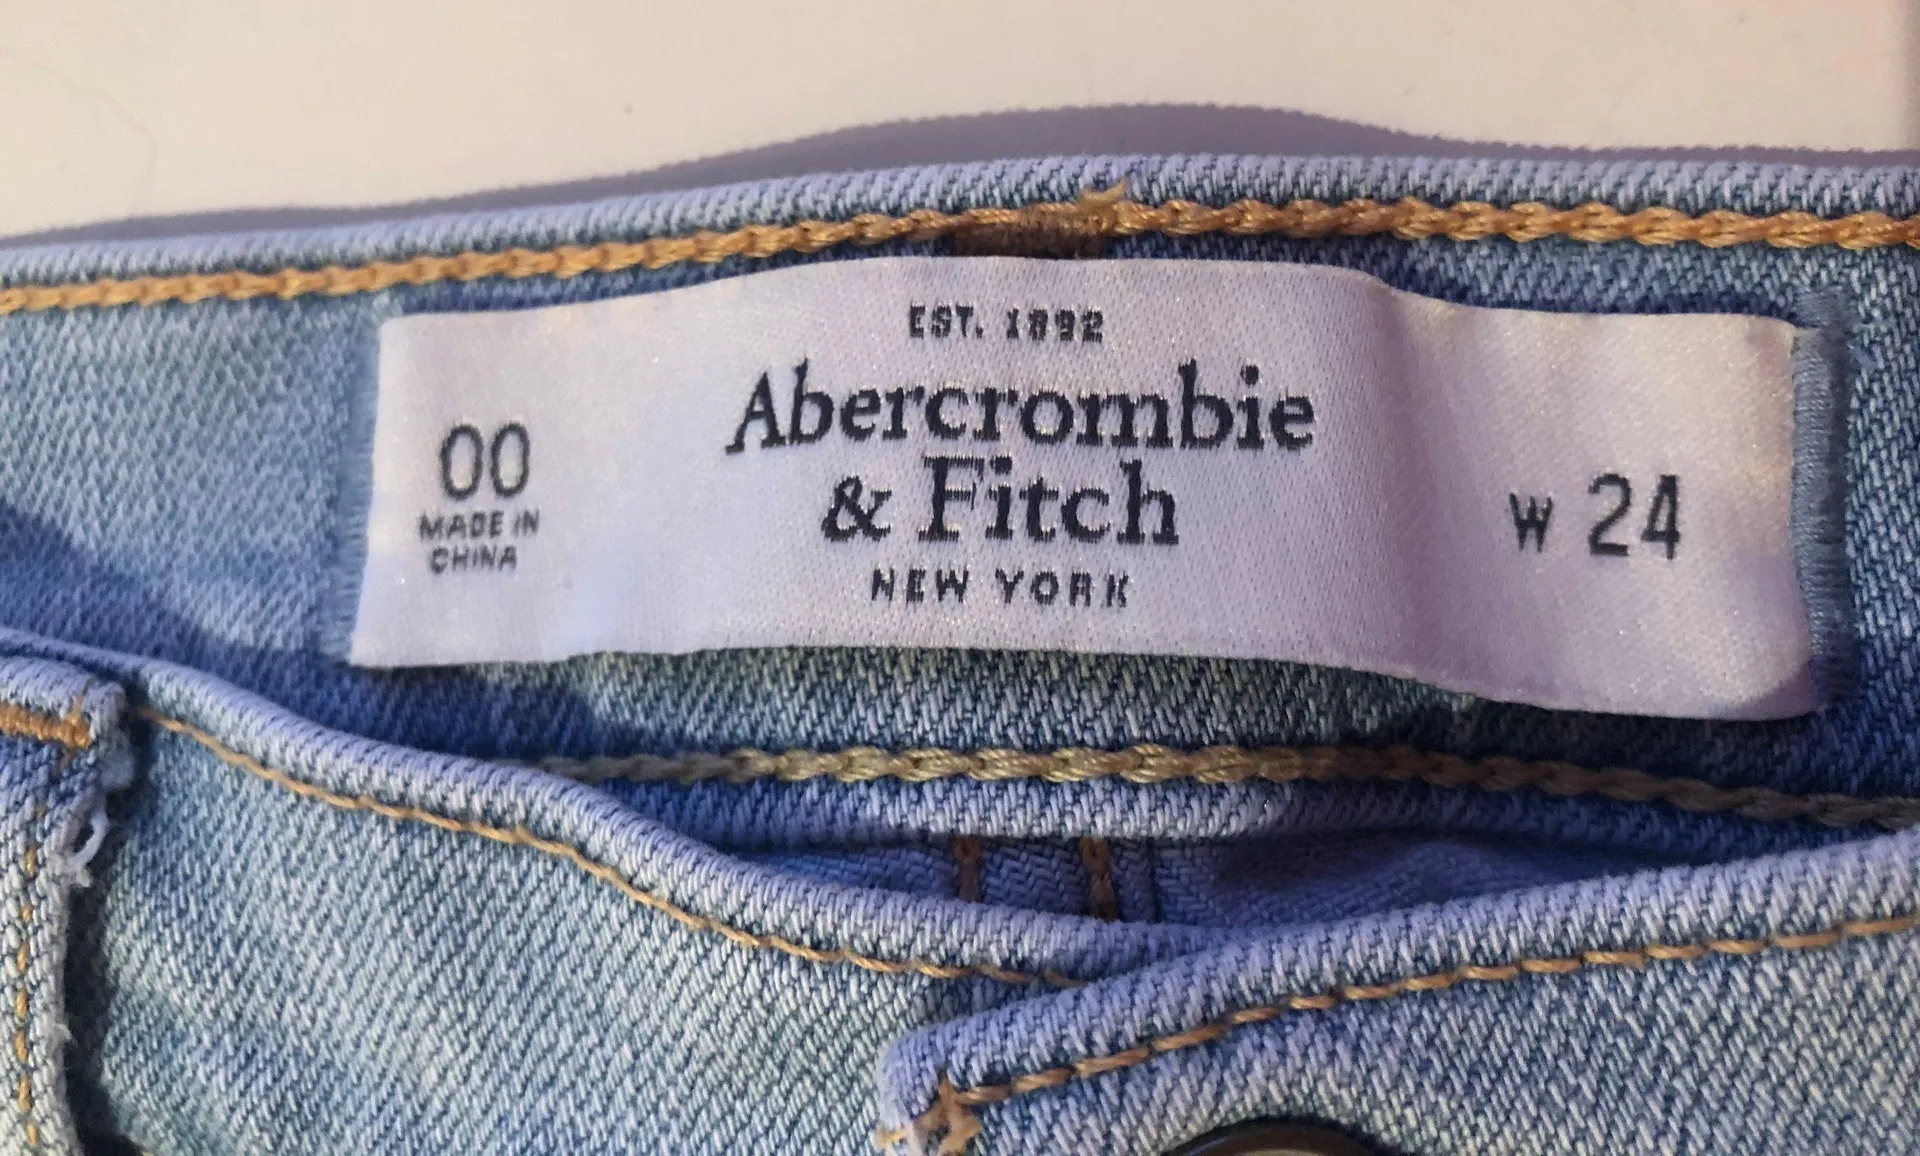 EST. 1892
Abercrombie
& Fitch
NEW YORK
00
MADE IN
CHINA
W 24